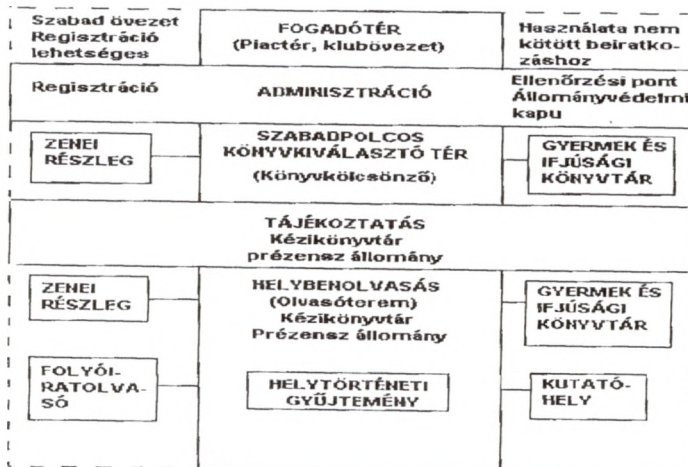 Szabad övezet
Regisztráció
lehetséges
FOGADÓTÉR
(Piactér, klubövezet)
Használata nem
kötött beiratko-
záshoz
Regisztráció
ADMINISZTRÁCIÓ
Ellenőrzési pont
Állományvédelmi
kapu
ZENEI
RÉSZLEG
SZABADPOLCOS
KÖNYVKIVÁLASZTÓ TÉR
(Könyvkölcsönző)
GYERMEK ÉS
IFJÚSÁGI
KÖNYVTÁR
TÁJÉKOZTATÁS
Kézikönyvtár
prézensz állomány
ZENEI
RÉSZLEG
HELYBENOLVASÁS
(Olvasóterem)
Kézikönyvtár
Prézensz állomány
GYERMEK ÉS
IFJÚSÁGI
KÖNYVTÁR
FOLYÓI-
RATOLVA-
SÓ
HELYTÖRTÉNETI
GYŰJTEMÉNY
KUTATÓ-
HELY